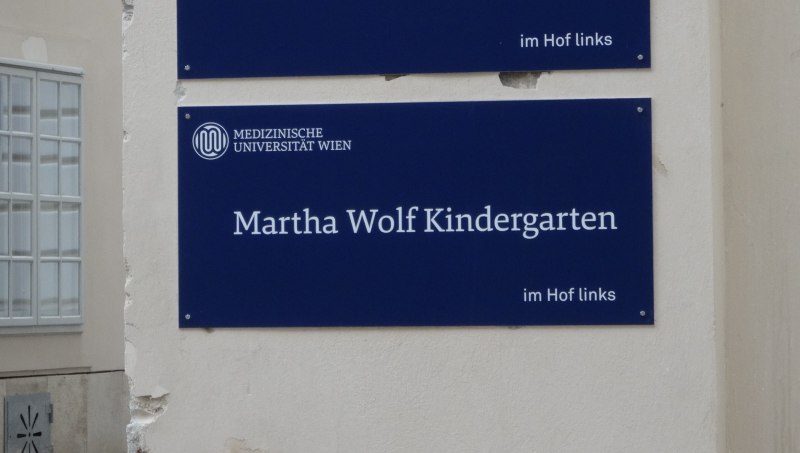 im Hof links
MEDIZINISCHE
UNIVERSITÄT WIEN
Martha Wolf Kindergarten
im Hof links